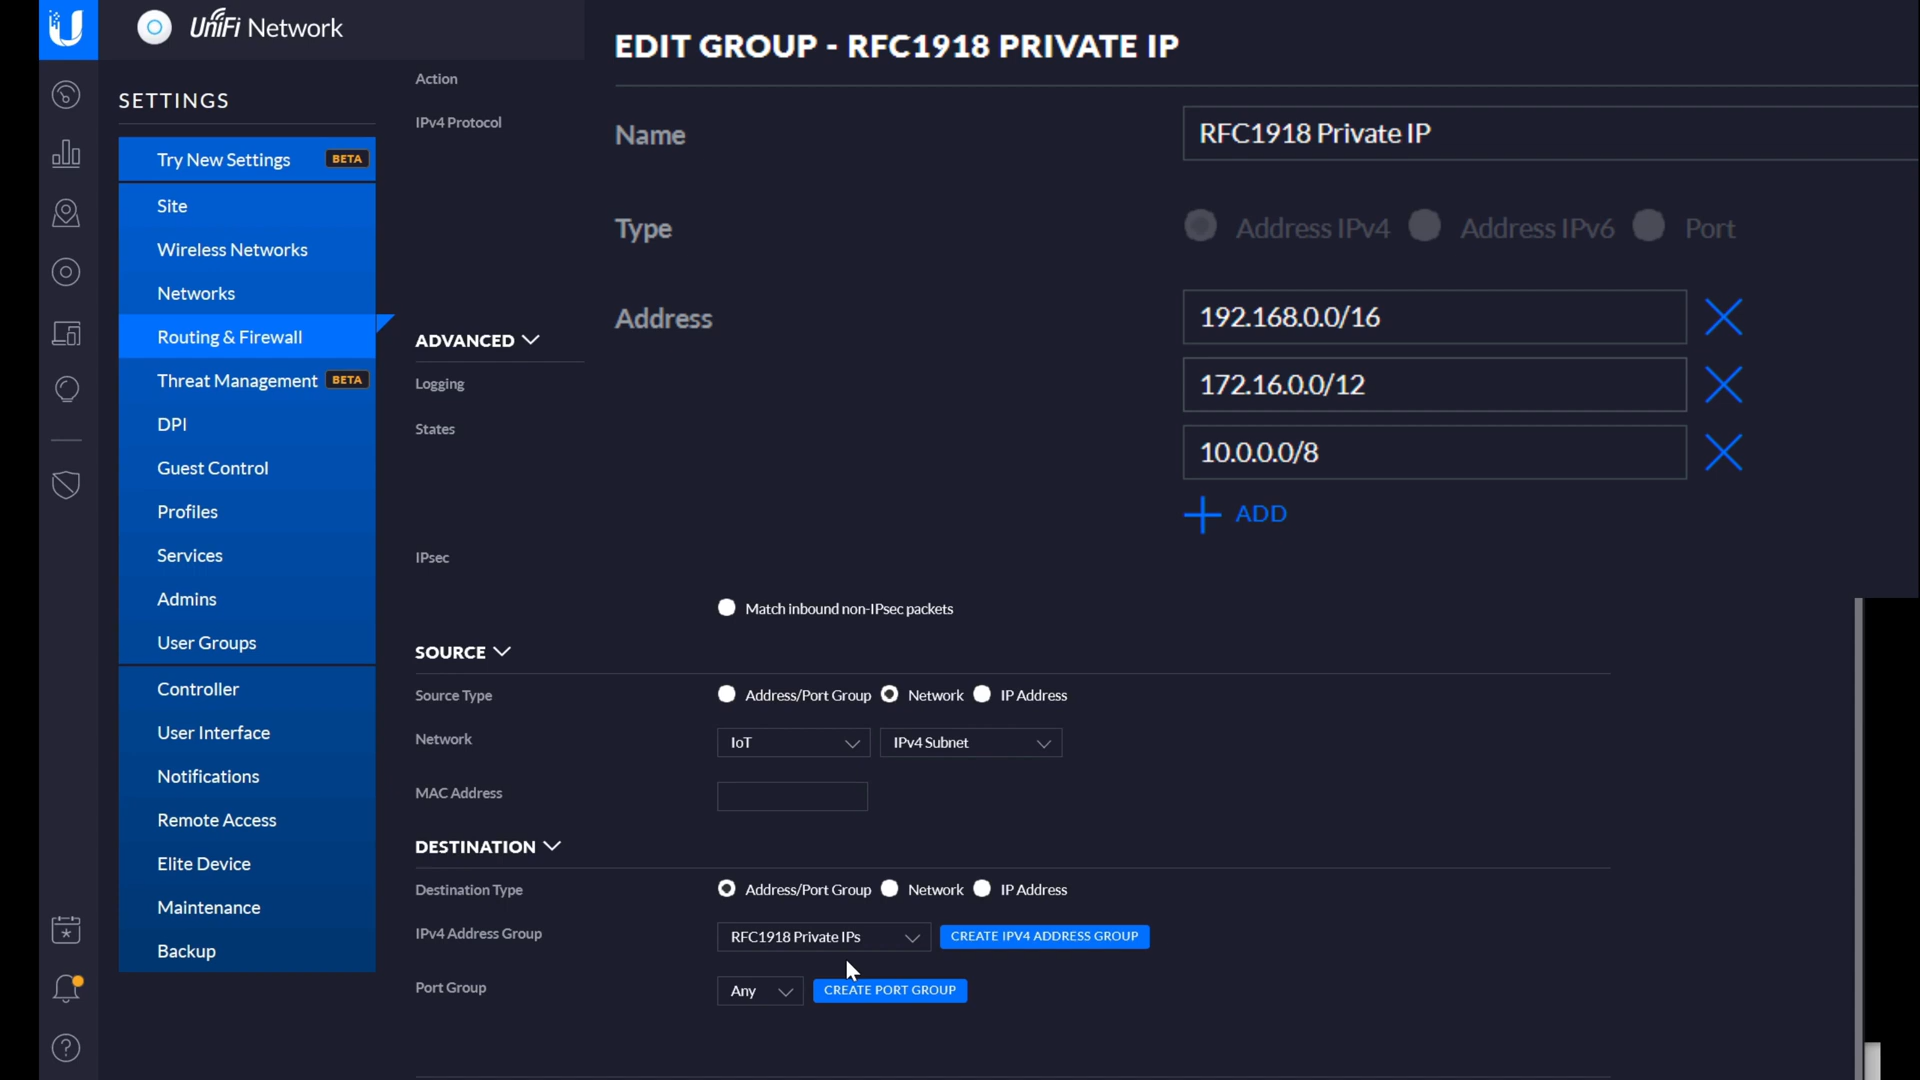 UniFi Network
SETTINGS
Try New Settings BETA
Site
Wireless Networks
Networks
Routing & Firewall
Threat Management BETA
DPI
Guest Control
Profiles
Services
Admins
User Groups
Controller
User Interface
Notifications
Remote Access
Elite Device
Maintenance
Backup
EDIT GROUP - RFC1918 PRIVATE IP
Name RFC1918 Private IP
Type Address IPv4 Address IPv6 Port
Address 192.168.0.0/16
172.16.0.0/12
10.0.0.0/8
ADD
Action
IPv4 Protocol
ADVANCED
Logging
States
IPsec
Match inbound non-IPsec packets
SOURCE
Source Type Address/Port Group Network IP Address
Network IoT IPv4 Subnet
MAC Address
DESTINATION
Destination Type Address/Port Group Network IP Address
IPv4 Address Group RFC1918 Private IPs CREATE IPV4 ADDRESS GROUP
Port Group Any CREATE PORT GROUP